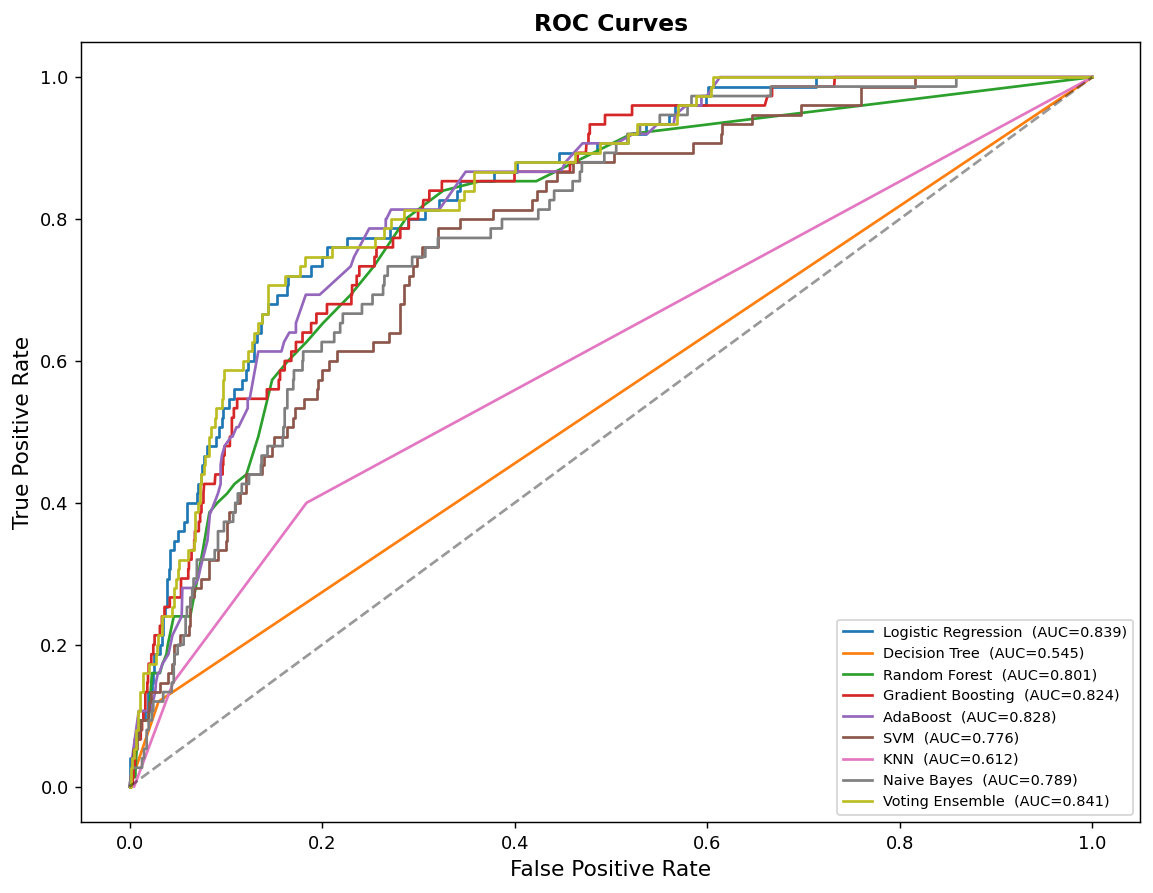 ROC Curves
True Positive Rate
1.0
0.8
0.6
0.4
0.2
0.0
Logistic Regression (AUC=0.839)
Decision Tree (AUC=0.545)
Random Forest (AUC=0.801)
Gradient Boosting (AUC=0.824)
AdaBoost (AUC=0.828)
SVM (AUC=0.776)
KNN (AUC=0.612)
Naive Bayes (AUC=0.789)
Voting Ensemble (AUC=0.841)
0.0 0.2 0.4 0.6 0.8 1.0
False Positive Rate